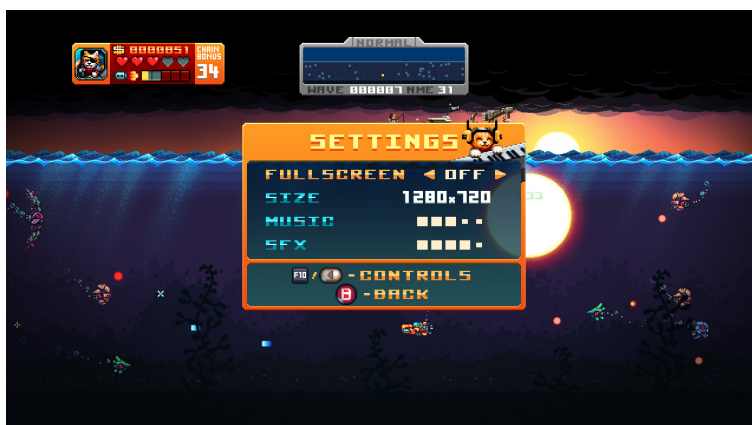 NORMAL
# 0000851 CHAIN BONUS
34
WAVE 000007 NME 31
SETTINGS
FULLSCREEN OFF
SIZE 1280x720
MUSIC
SFX
F10 / - CONTROLS
B - BACK